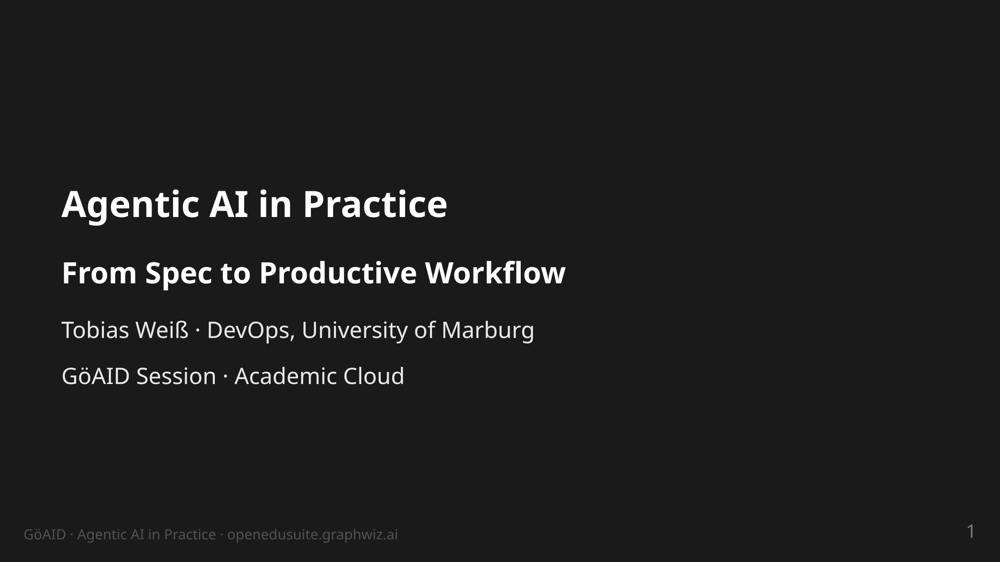 Agentic AI in Practice
From Spec to Productive Workflow
Tobias Weiß · DevOps, University of Marburg
GöAID Session · Academic Cloud
GöAID · Agentic AI in Practice · openedusuite.graphwiz.ai
1